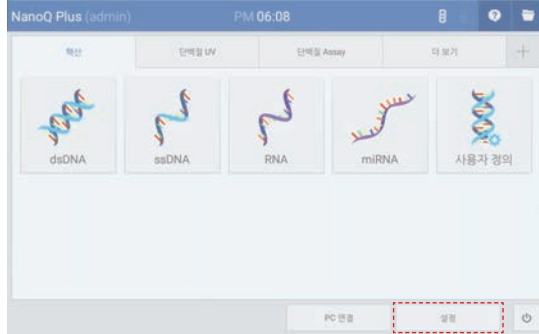 NanoQ Plus (admin) PM 06:08
핵산 단백질 UV 단백질 Assay 더 보기
dsDNA ssDNA RNA miRNA 사용자 정의
PC 연결 설정